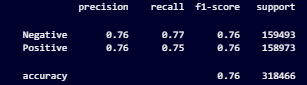 precision recall f1-score support
Negative 0.76 0.77 0.76 159493
Positive 0.76 0.75 0.76 158973
accuracy 0.76 318466